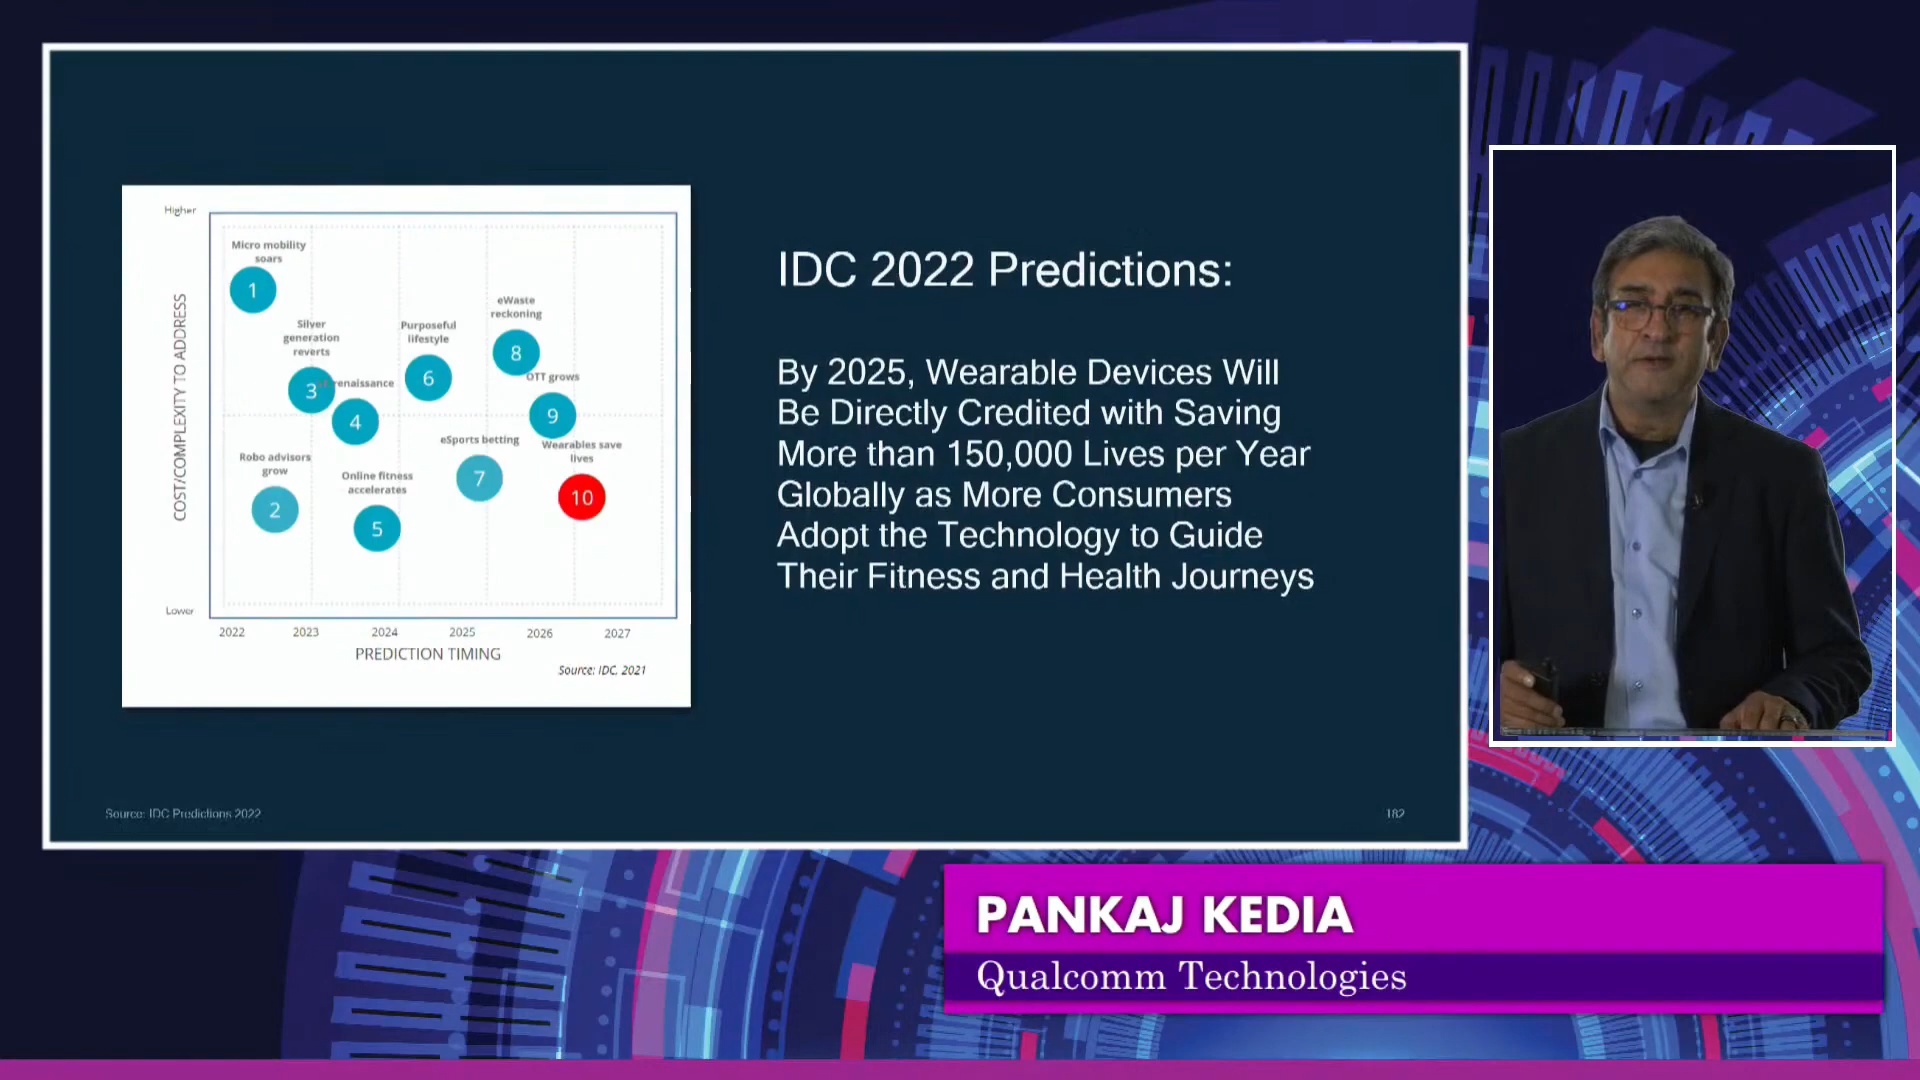 Higher
Micro mobility
soars
1
Silver
generation
reverts
3
renaissance
4
Purposeful
lifestyle
6
eWaste
reckoning
8
OTT grows
9
Robo advisors
grow
2
Online fitness
accelerates
5
eSports betting
7
Wearables save
lives
10
COST/COMPLEXITY TO ADDRESS
Lower
2022 2023 2024 2025 2026 2027
PREDICTION TIMING
Source: IDC, 2021
IDC 2022 Predictions:
By 2025, Wearable Devices Will
Be Directly Credited with Saving
More than 150,000 Lives per Year
Globally as More Consumers
Adopt the Technology to Guide
Their Fitness and Health Journeys
Source: IDC Predictions 2022
182
PANKAJ KEDIA
Qualcomm Technologies